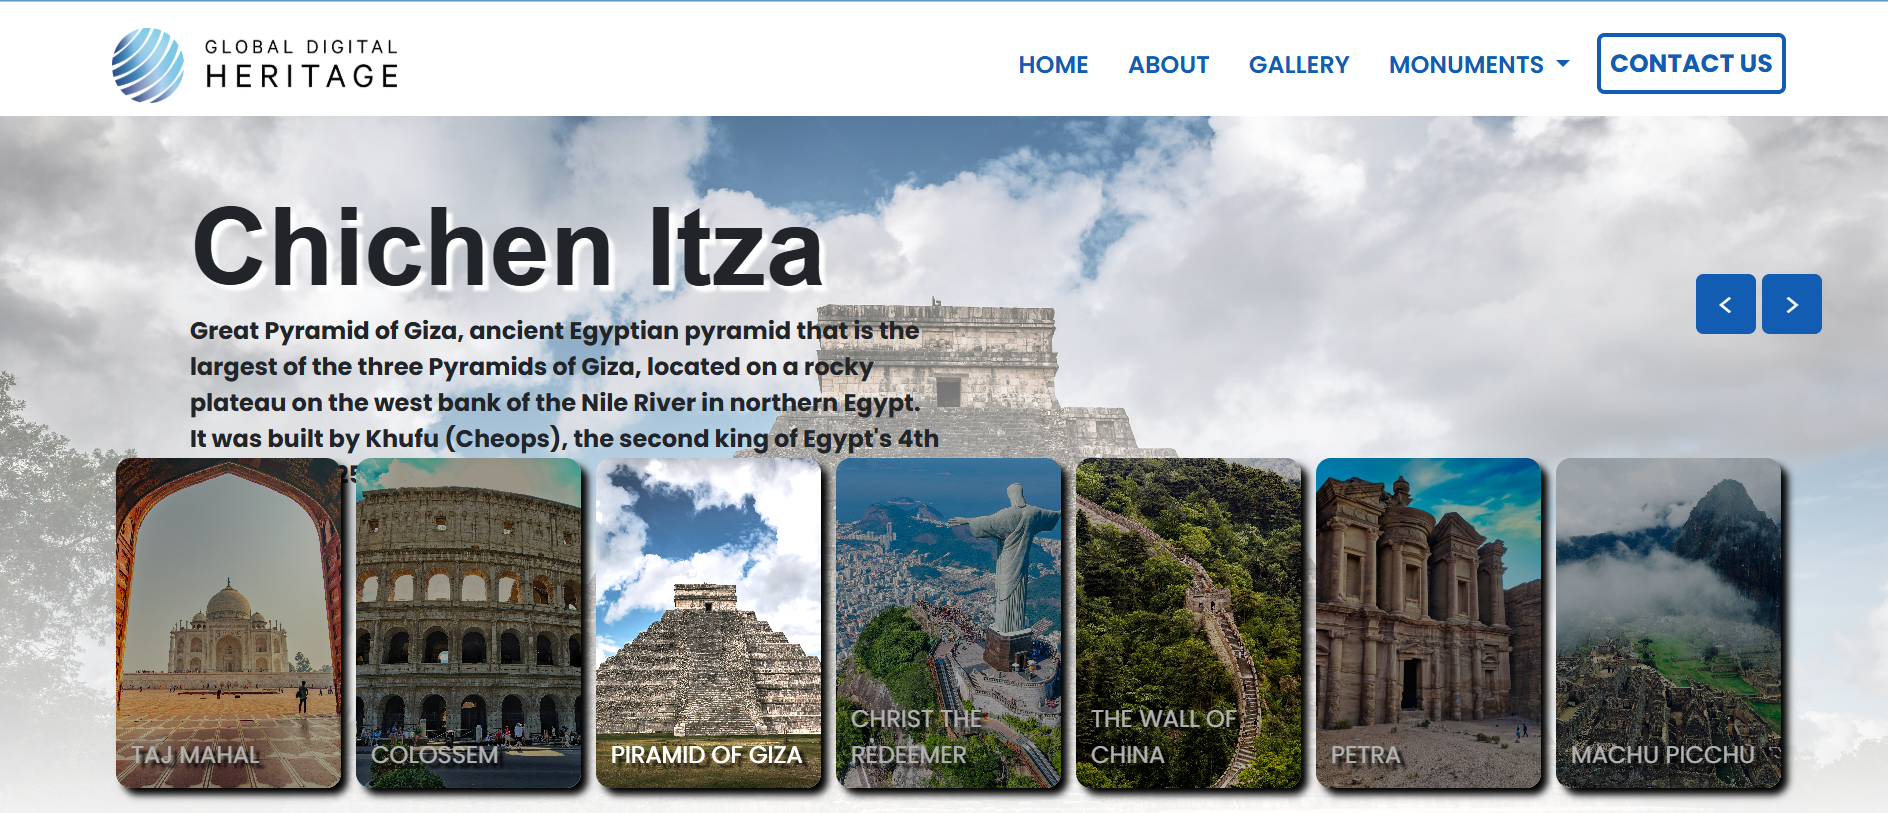 GLOBAL DIGITAL
HERITAGE
HOME ABOUT GALLERY MONUMENTS CONTACT US
Chichen Itza
Great Pyramid of Giza, ancient Egyptian pyramid that is the
largest of the three Pyramids of Giza, located on a rocky
plateau on the west bank of the Nile River in northern Egypt.
It was built by Khufu (Cheops), the second king of Egypt's 4th
TAJ MAHAL
COLOSSEM
PIRAMID OF GIZA
CHRIST THE
REDEEMER
THE WALL OF
CHINA
PETRA
MACHU PICCHU